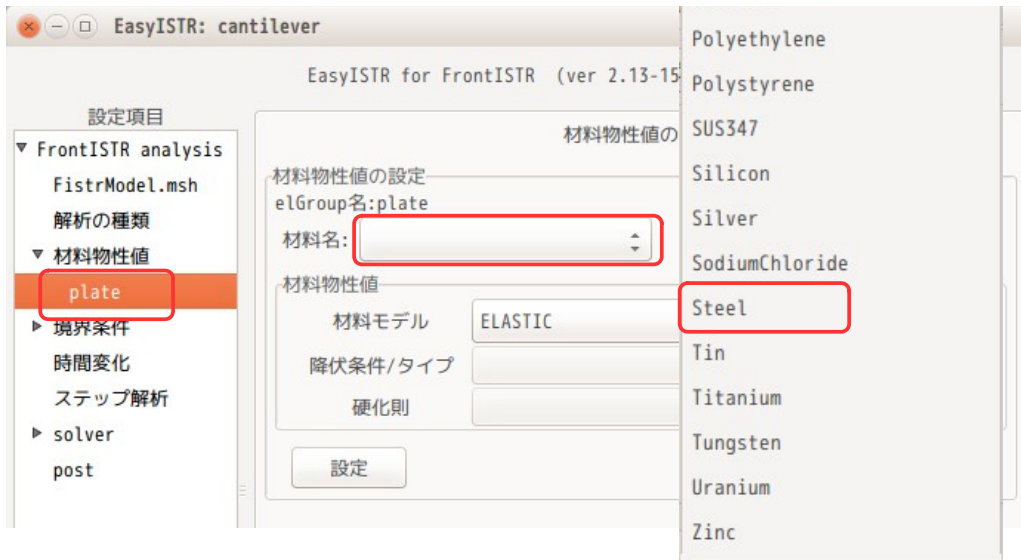 EasyISTR: cantilever
EasyISTR for FrontISTR (ver 2.13-15
設定項目
FrontISTR analysis
FistrModel.msh
解析の種類
材料物性値
plate
境界条件
時間変化
ステップ解析
solver
post
材料物性値の
材料物性値の設定
elGroup名:plate
材料名:
材料物性値
材料モデル ELASTIC
降伏条件/タイプ
硬化則
設定
Polyethylene
Polystyrene
SUS347
Silicon
Silver
SodiumChloride
Steel
Tin
Titanium
Tungsten
Uranium
Zinc